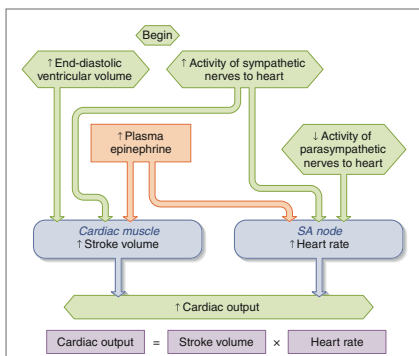 Begin
↑ End-diastolic
ventricular volume
↑ Activity of sympathetic
nerves to heart
↑ Plasma
epinephrine
↓ Activity of
parasympathetic
nerves to heart
Cardiac muscle
↑ Stroke volume
SA node
↑ Heart rate
↑ Cardiac output
Cardiac output = Stroke volume × Heart rate